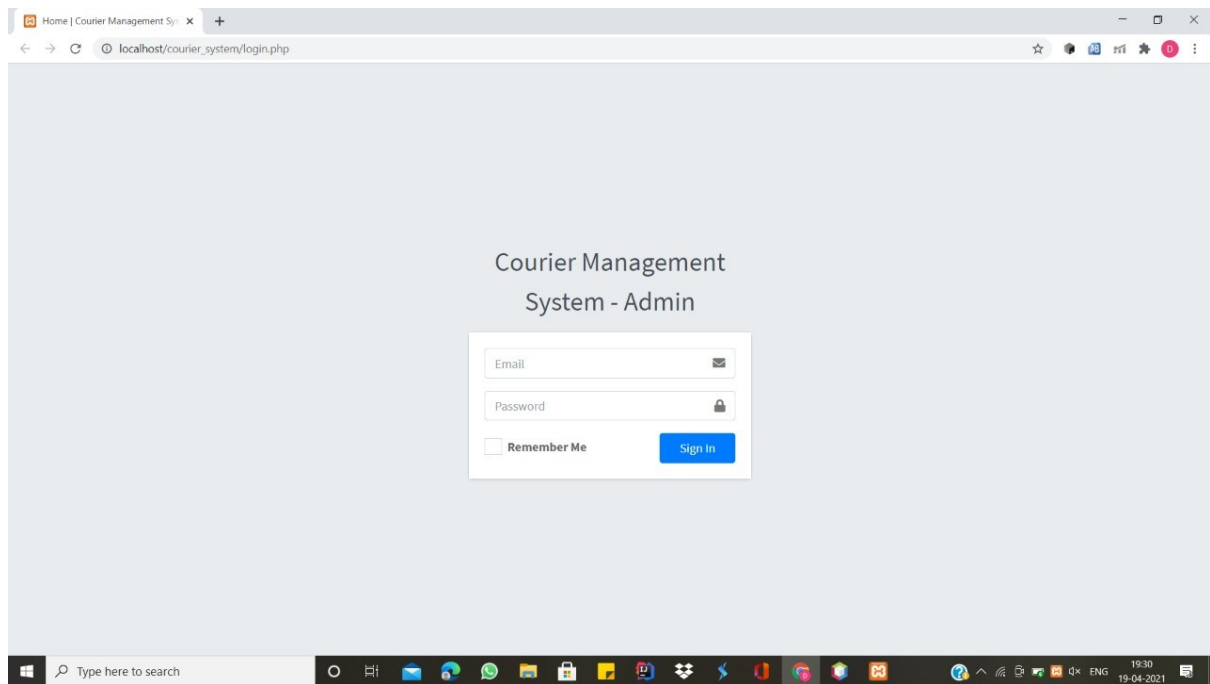 Home | Courier Management Sy
localhost/courier_system/login.php
D
Courier Management
System - Admin
Email
Password
Remember Me
Sign In
Type here to search
ENG
19:30
19-04-2021